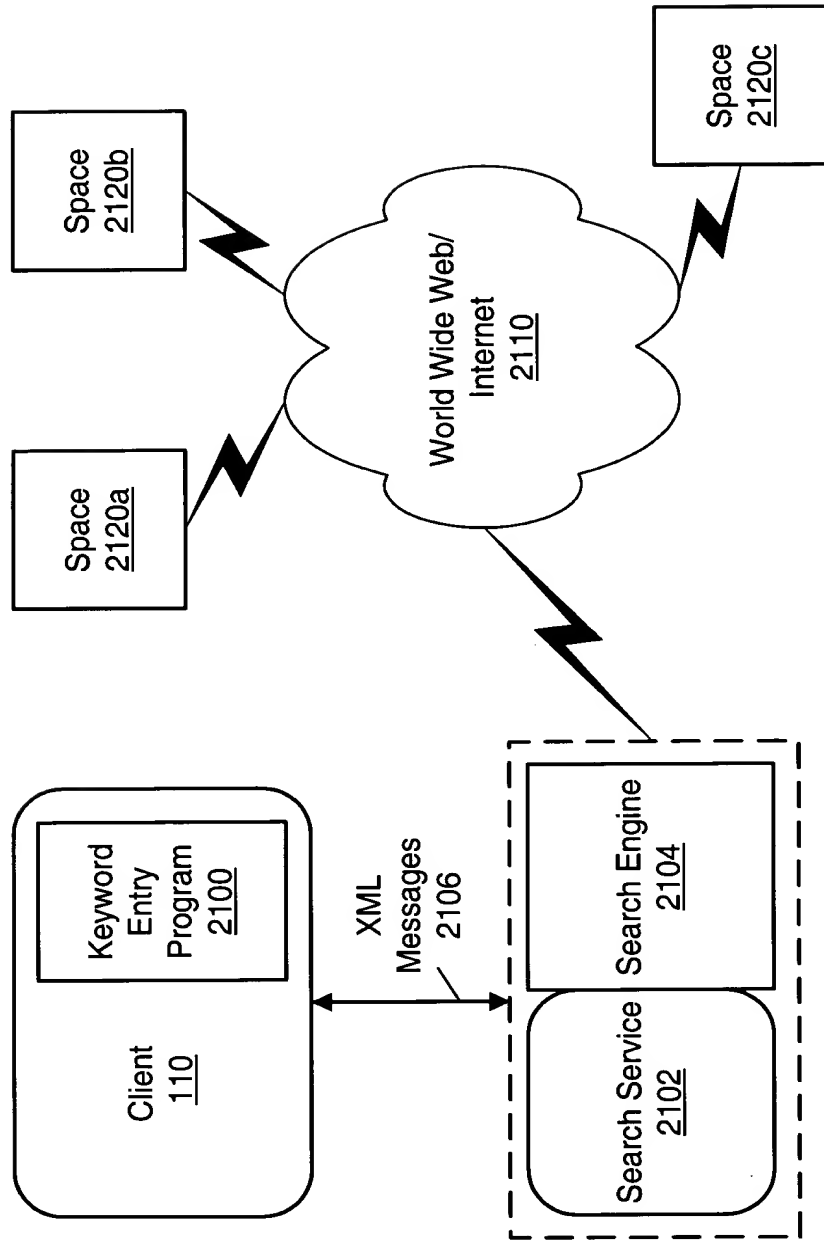 Client
110
Keyword
Entry
Program
2100
XML
Messages
2106
Search Service
2102
Search Engine
2104
World Wide Web/
Internet
2110
Space
2120a
Space
2120b
Space
2120c